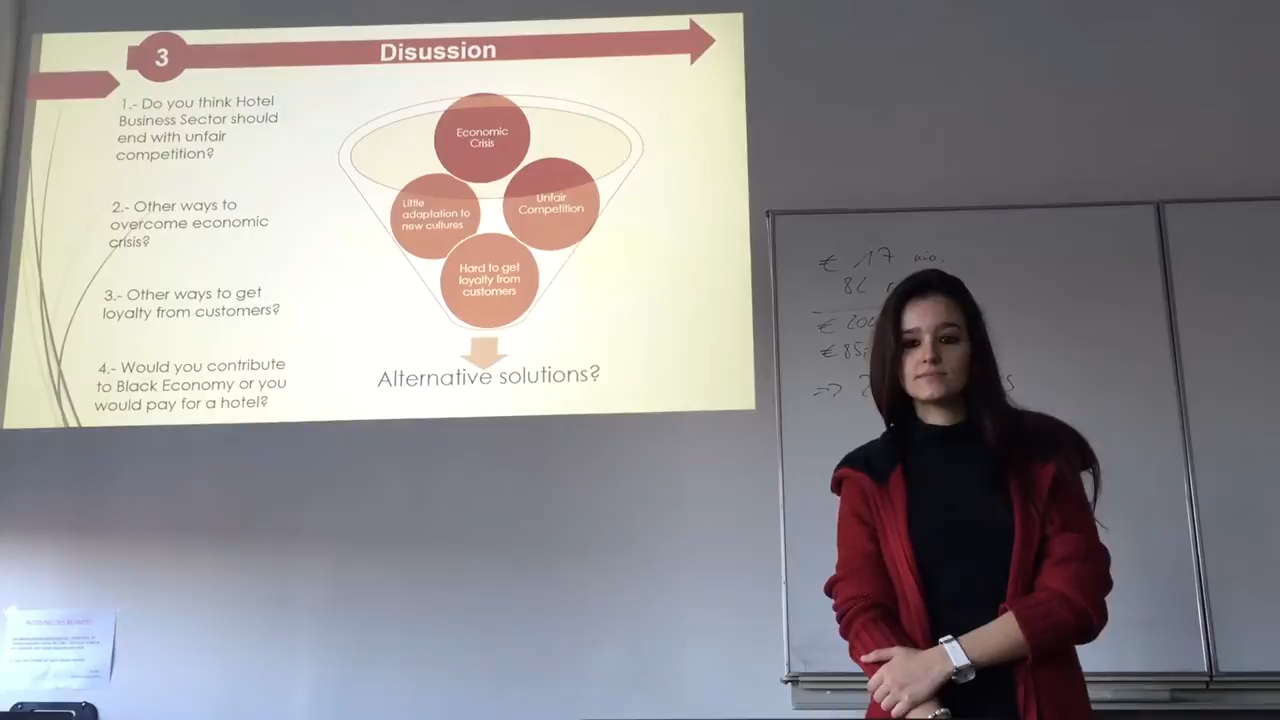 3
Disussion
1.- Do you think Hotel
Business Sector should
end with unfair
competition?
2.- Other ways to
overcome economic
crisis?
3.- Other ways to get
loyalty from customers?
4.- Would you contribute
to Black Economy or you
would pay for a hotel?
Economic
Crisis
Little
adaptation to
new cultures
Unfair
Competition
Hard to get
loyalty from
customers
Alternative solutions?
€ 17 mio.